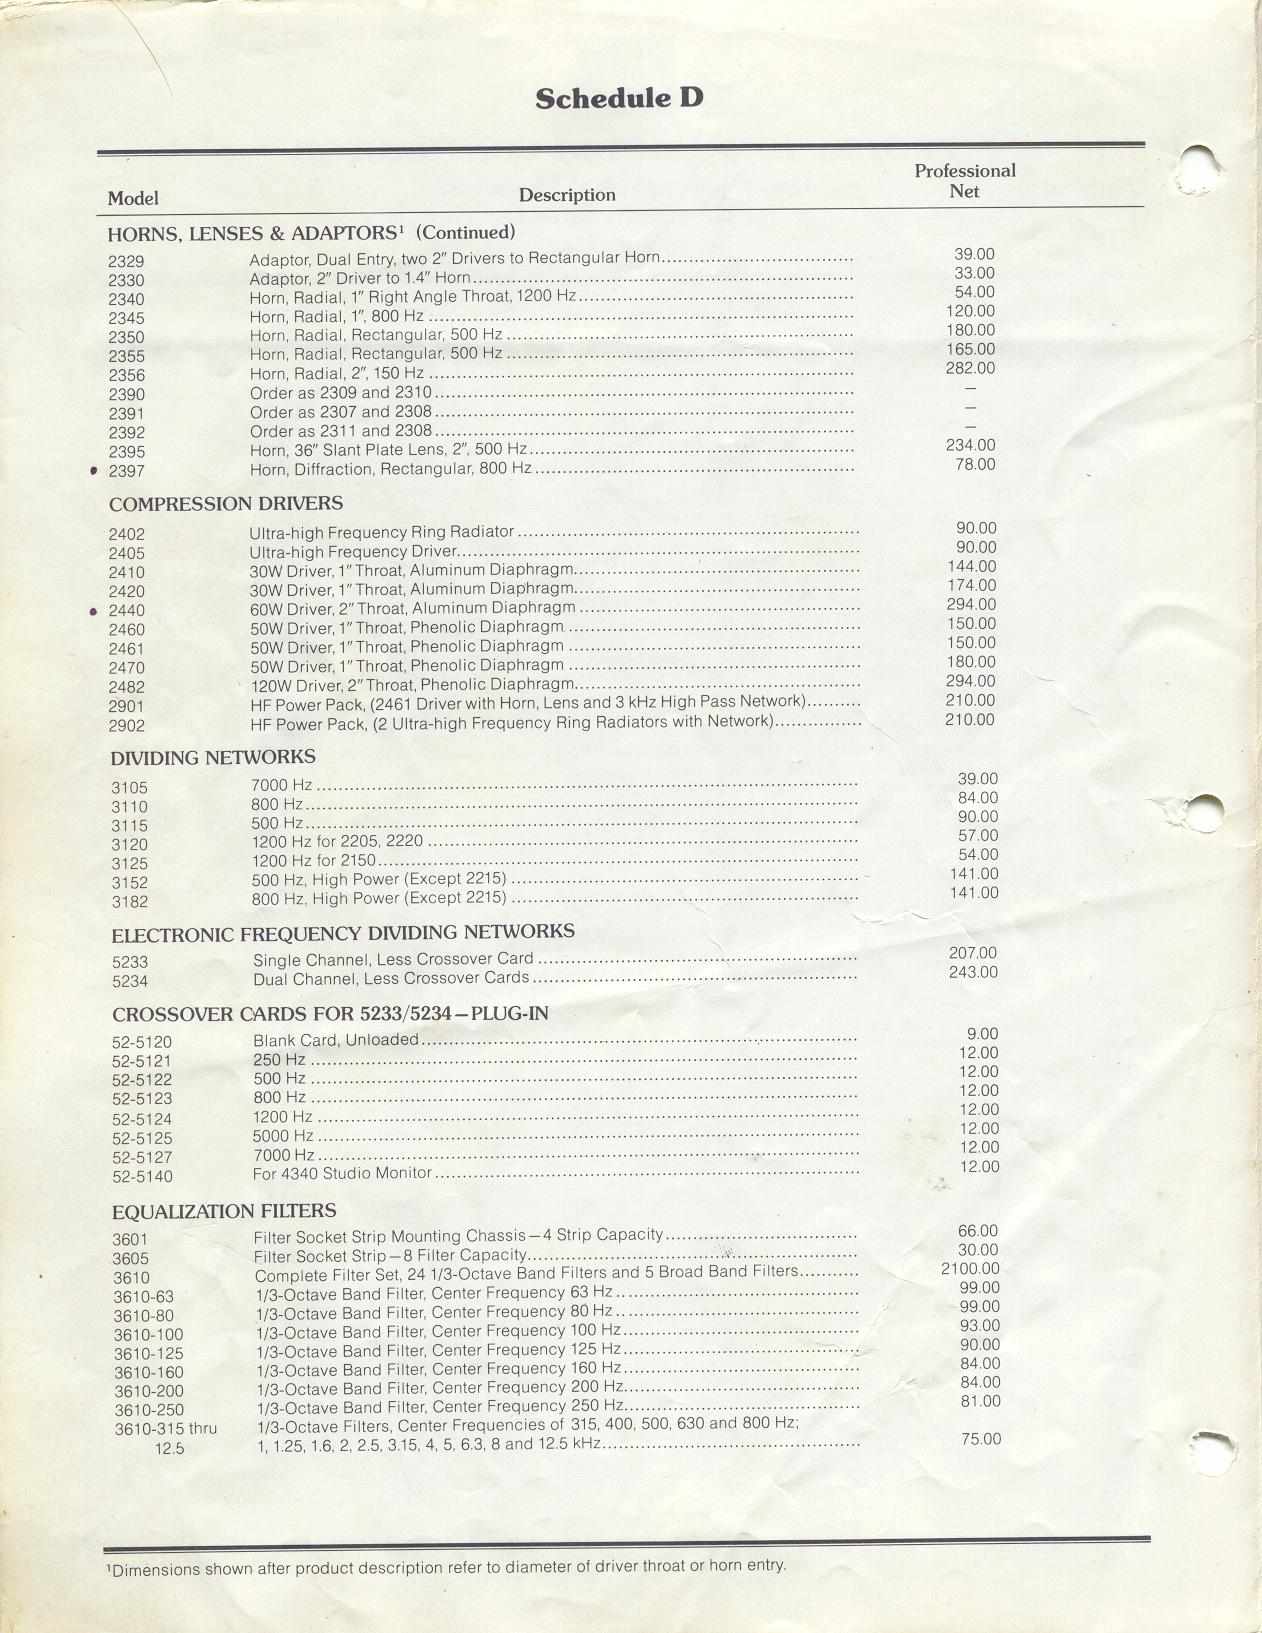 Schedule D
Model Description Professional Net
HORNS, LENSES & ADAPTORS¹ (Continued)
2329 Adaptor, Dual Entry, two 2" Drivers to Rectangular Horn 39.00
2330 Adaptor, 2" Driver to 1.4" Horn 33.00
2340 Horn, Radial, 1" Right Angle Throat, 1200 Hz 54.00
2345 Horn, Radial, 1", 800 Hz 120.00
2350 Horn, Radial, Rectangular, 500 Hz 180.00
2355 Horn, Radial, Rectangular, 500 Hz 165.00
2356 Horn, Radial, 2", 150 Hz 282.00
2390 Order as 2309 and 2310 –
2391 Order as 2307 and 2308 –
2392 Order as 2311 and 2308 –
2395 Horn, 36" Slant Plate Lens, 2", 500 Hz 234.00
• 2397 Horn, Diffraction, Rectangular, 800 Hz 78.00
COMPRESSION DRIVERS
2402 Ultra-high Frequency Ring Radiator 90.00
2405 Ultra-high Frequency Driver 90.00
2410 30W Driver, 1" Throat, Aluminum Diaphragm 144.00
2420 30W Driver, 1" Throat, Aluminum Diaphragm 174.00
• 2440 60W Driver, 2" Throat, Aluminum Diaphragm 294.00
2460 50W Driver, 1" Throat, Phenolic Diaphragm 150.00
2461 50W Driver, 1" Throat, Phenolic Diaphragm 150.00
2470 50W Driver, 1" Throat, Phenolic Diaphragm 180.00
2482 120W Driver, 2" Throat, Phenolic Diaphragm 294.00
2901 HF Power Pack, (2461 Driver with Horn, Lens and 3 kHz High Pass Network) 210.00
2902 HF Power Pack, (2 Ultra-high Frequency Ring Radiators with Network) 210.00
DIVIDING NETWORKS
3105 7000 Hz 39.00
3110 800 Hz 84.00
3115 500 Hz 90.00
3120 1200 Hz for 2205, 2220 57.00
3125 1200 Hz for 2150 54.00
3152 500 Hz, High Power (Except 2215) 141.00
3182 800 Hz, High Power (Except 2215) 141.00
ELECTRONIC FREQUENCY DIVIDING NETWORKS
5233 Single Channel, Less Crossover Card 207.00
5234 Dual Channel, Less Crossover Cards 243.00
CROSSOVER CARDS FOR 5233/5234—PLUG-IN
52-5120 Blank Card, Unloaded 9.00
52-5121 250 Hz 12.00
52-5122 500 Hz 12.00
52-5123 800 Hz 12.00
52-5124 1200 Hz 12.00
52-5125 5000 Hz 12.00
52-5127 7000 Hz 12.00
52-5140 For 4340 Studio Monitor 12.00
EQUALIZATION FILTERS
3601 Filter Socket Strip Mounting Chassis—4 Strip Capacity 66.00
3605 Filter Socket Strip—8 Filter Capacity 30.00
3610 Complete Filter Set, 24 1/3-Octave Band Filters and 5 Broad Band Filters 2100.00
3610-63 1/3-Octave Band Filter, Center Frequency 63 Hz 99.00
3610-80 1/3-Octave Band Filter, Center Frequency 80 Hz 99.00
3610-100 1/3-Octave Band Filter, Center Frequency 100 Hz 93.00
3610-125 1/3-Octave Band Filter, Center Frequency 125 Hz 90.00
3610-160 1/3-Octave Band Filter, Center Frequency 160 Hz 84.00
3610-200 1/3-Octave Band Filter, Center Frequency 200 Hz 84.00
3610-250 1/3-Octave Band Filter, Center Frequency 250 Hz 81.00
3610-315 thru 1/3-Octave Filters, Center Frequencies of 315, 400, 500, 630 and 800 Hz;
12.5 1, 1.25, 1.6, 2, 2.5, 3.15, 4, 5, 6.3, 8 and 12.5 kHz 75.00
¹Dimensions shown after product description refer to diameter of driver throat or horn entry.